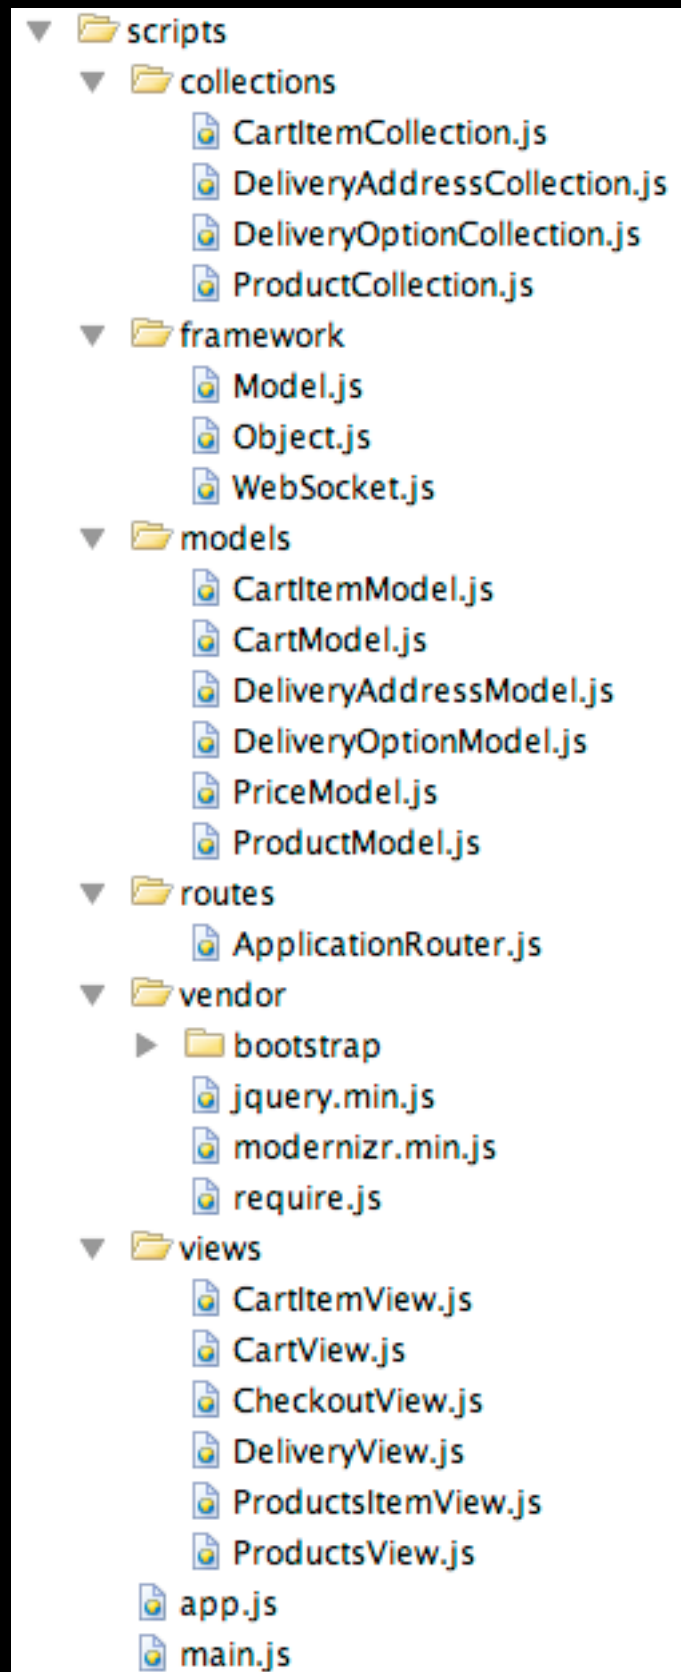 scripts
collections
CartItemCollection.js
DeliveryAddressCollection.js
DeliveryOptionCollection.js
ProductCollection.js
framework
Model.js
Object.js
WebSocket.js
models
CartItemModel.js
CartModel.js
DeliveryAddressModel.js
DeliveryOptionModel.js
PriceModel.js
ProductModel.js
routes
ApplicationRouter.js
vendor
bootstrap
jquery.min.js
modernizr.min.js
require.js
views
CartItemView.js
CartView.js
CheckoutView.js
DeliveryView.js
ProductsItemView.js
ProductsView.js
app.js
main.js